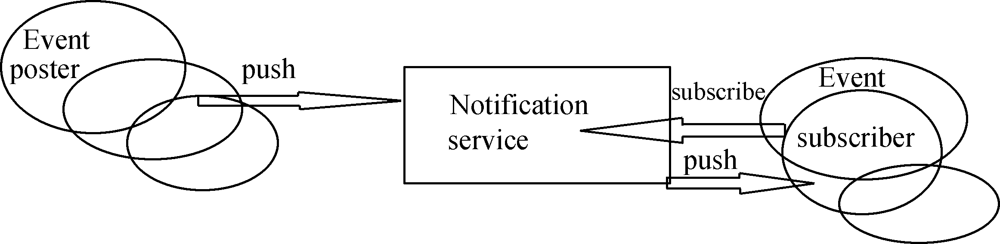 Event
poster
push
Notification
service
subscribe
Event
subscriber
push